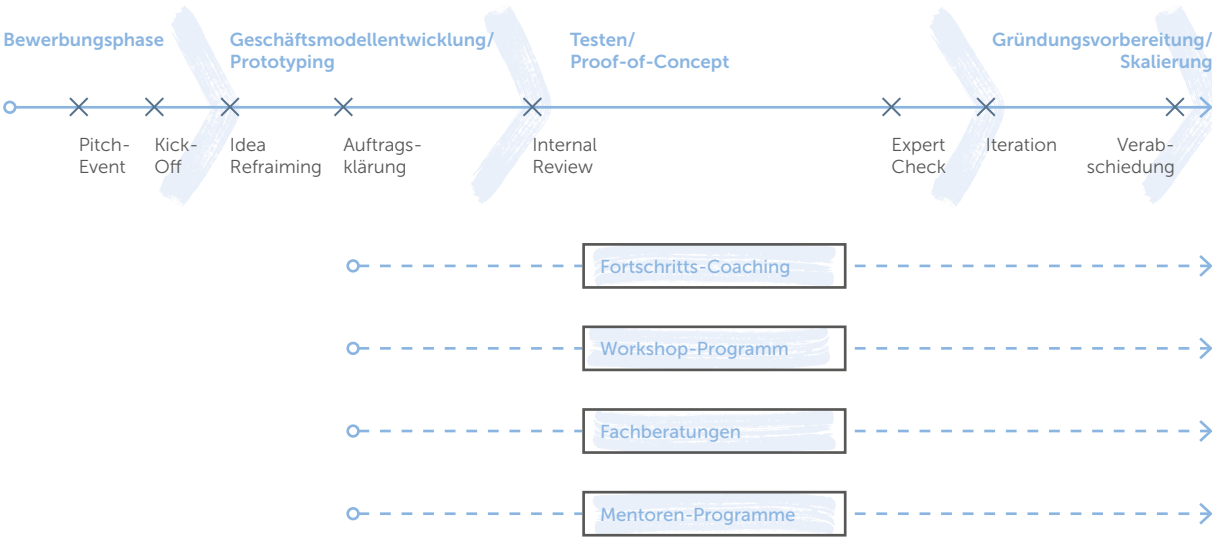 Bewerbungsphase
Geschäftsmodellentwicklung/
Prototyping
Testen/
Proof-of-Concept
Gründungsvorbereitung/
Skalierung
Pitch-
Event
Kick-
Off
Idea
Refraiming
Auftrags-
klärung
Internal
Review
Expert
Check
Iteration
Verab-
schiedung
Fortschritts-Coaching
Workshop-Programm
Fachberatungen
Mentoren-Programme